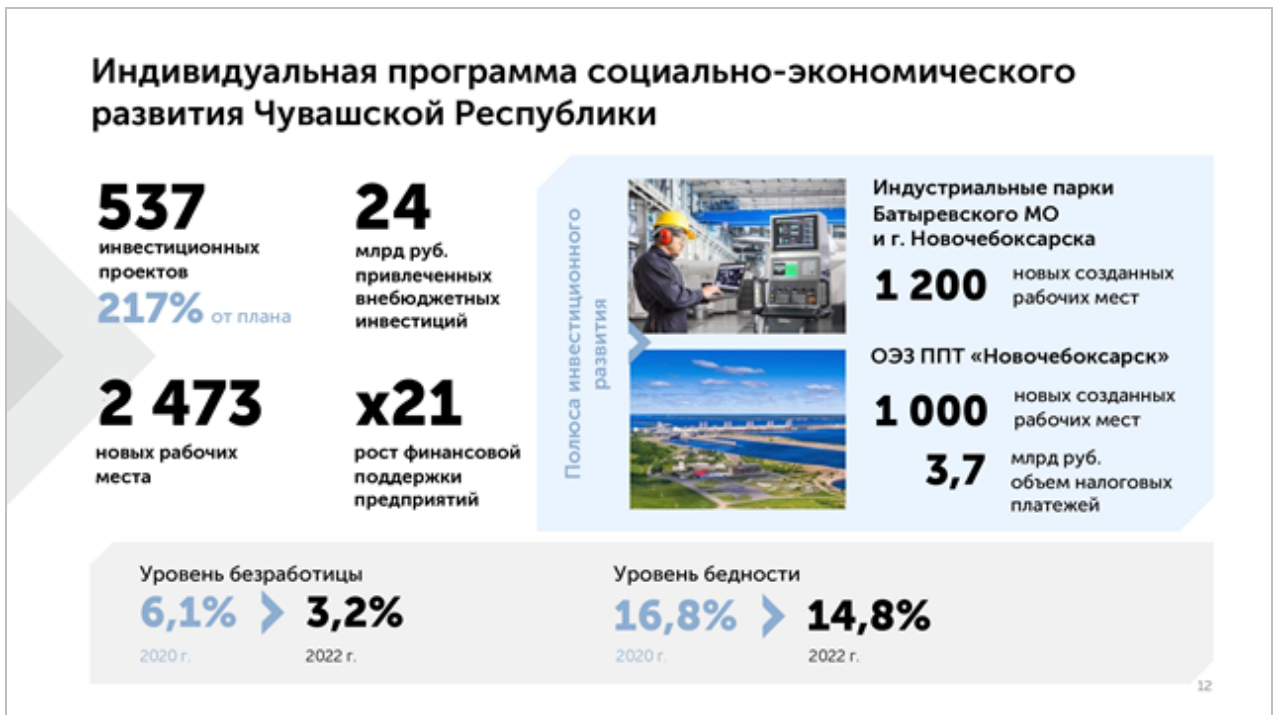 Индивидуальная программа социально-экономического
развития Чувашской Республики
537
инвестиционных
проектов
217% от плана
24
млрд руб.
привлеченных
внебюджетных
инвестиций
2 473
новых рабочих
места
x21
рост финансовой
поддержки
предприятий
Полюса инвестиционного
развития
Индустриальные парки
Батыревского МО
и г. Новочебоксарска
1 200
новых созданных
рабочих мест
ОЭЗ ППТ «Новочебоксарск»
1 000
новых созданных
рабочих мест
3,7
млрд руб.
объем налоговых
платежей
Уровень безработицы
6,1% 3,2%
2020 г. 2022 г.
Уровень бедности
16,8% 14,8%
2020 г. 2022 г.
12